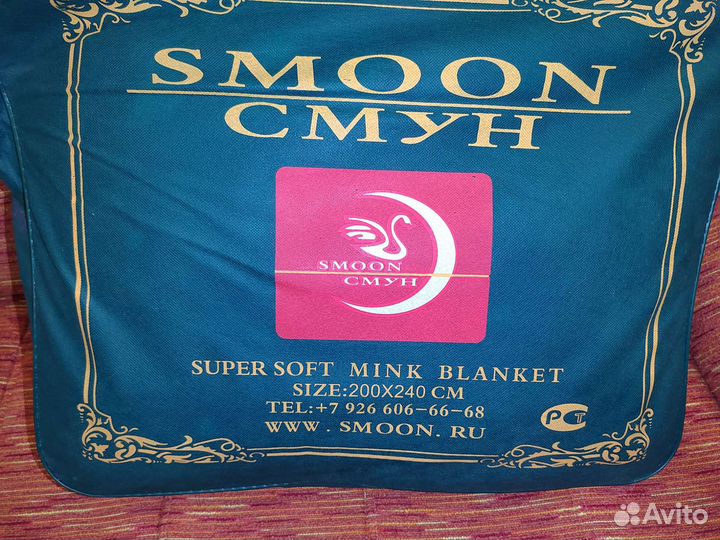 SMOON
СМУН
SMOON
СМУН
SUPER SOFT MINK BLANKET
SIZE:200X240 CM
TEL:+7 926 606-66-68
WWW. SMOON. RU
РСТ
Avito